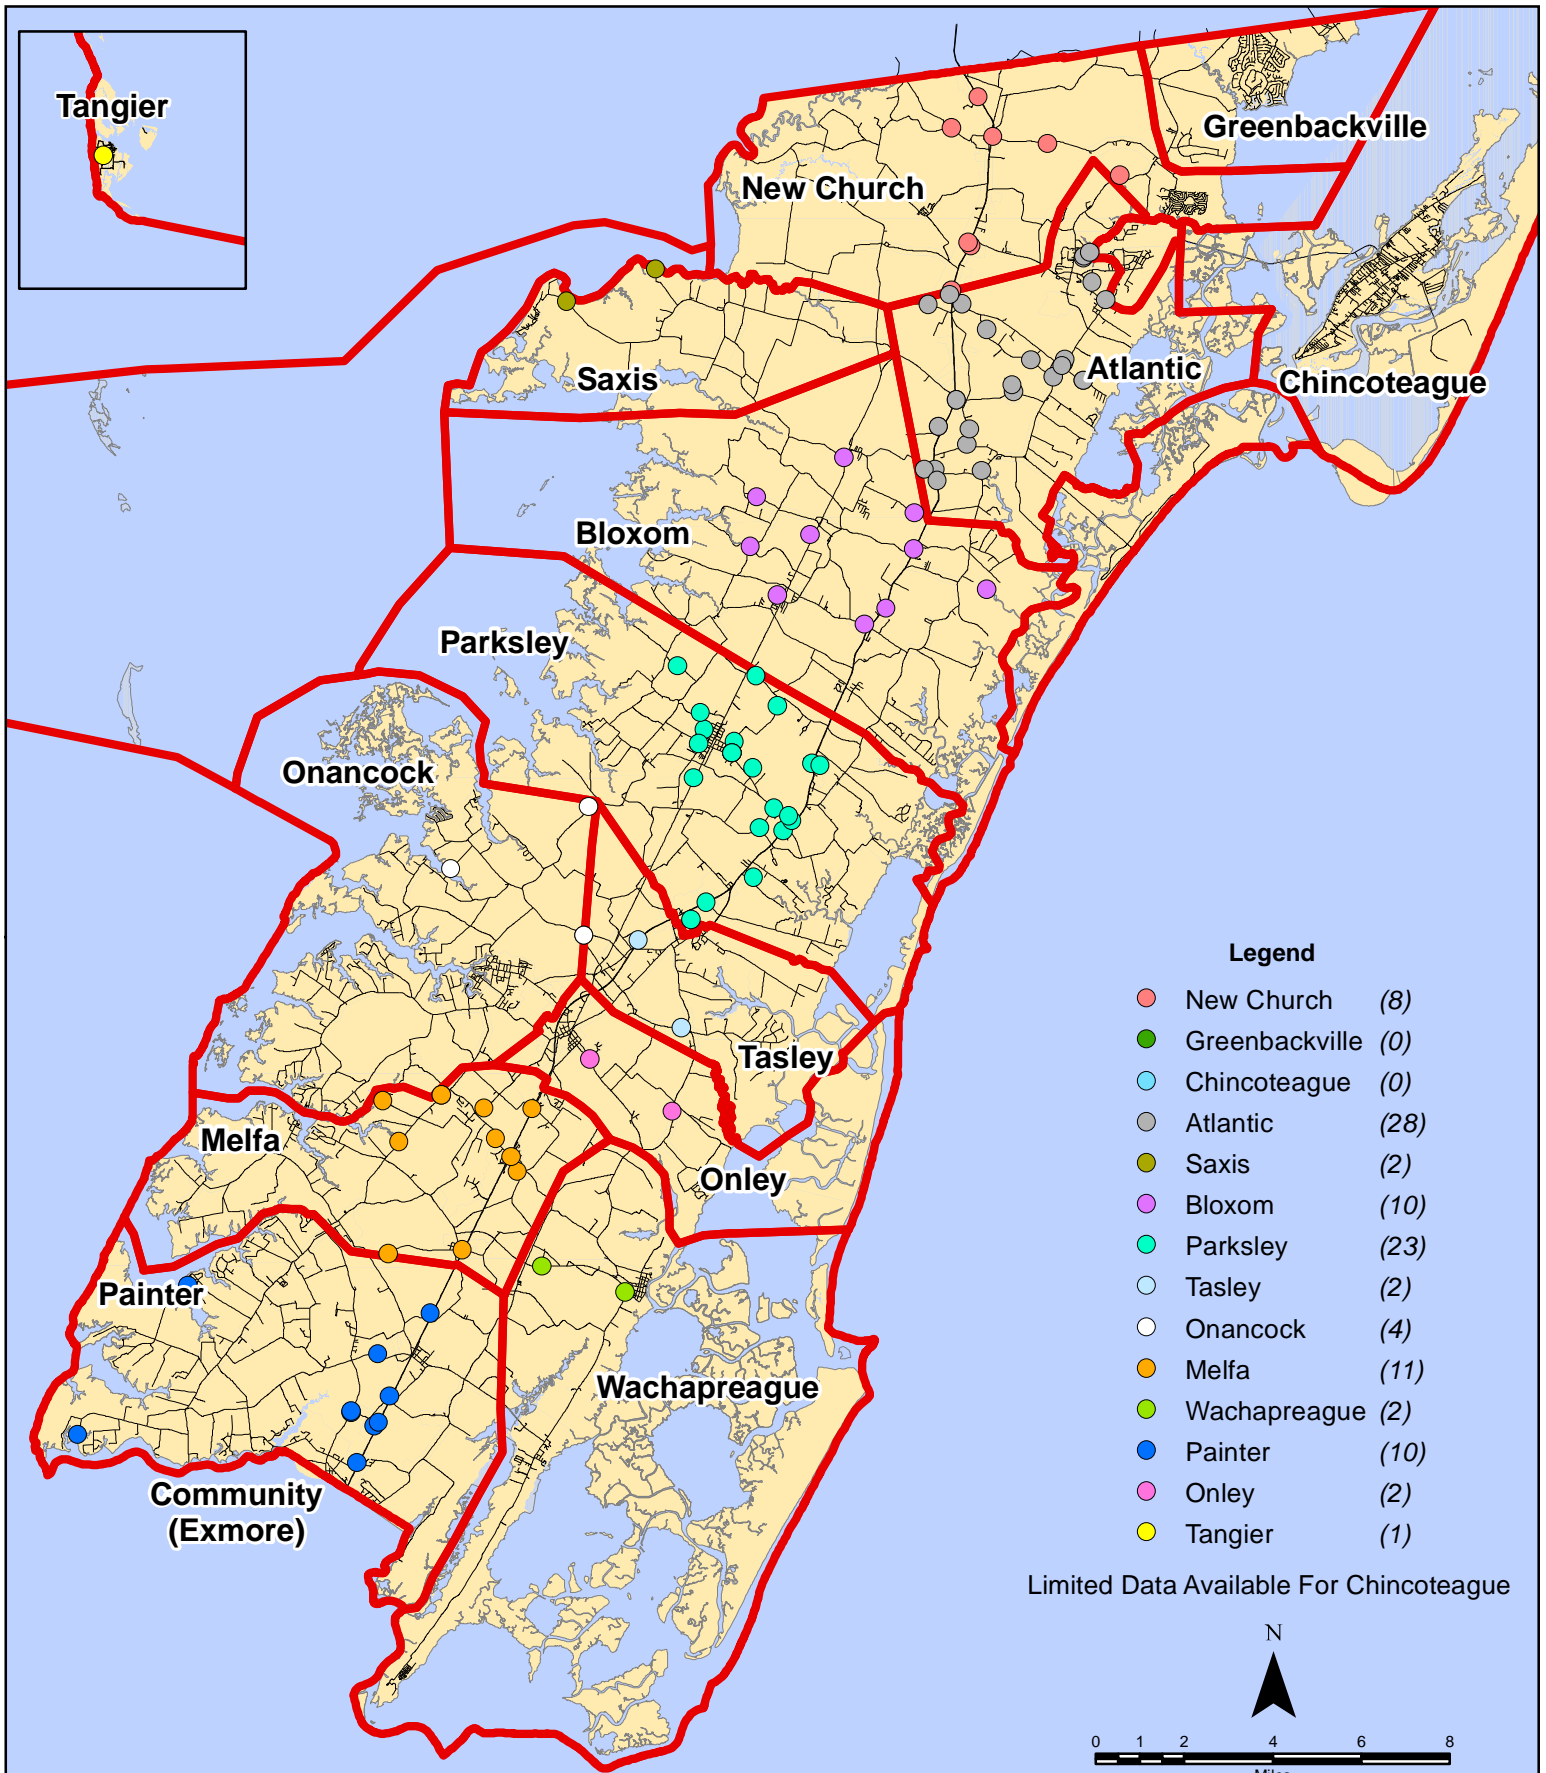 Tangier
Greenbackville
New Church
Atlantic
Chincoteague
Saxis
Bloxom
Parksley
Onancock
Tasley
Melfa
Onley
Painter
Wachapreague
Community
(Exmore)
Legend
New Church (8)
Greenbackville (0)
Chincoteague (0)
Atlantic (28)
Saxis (2)
Bloxom (10)
Parksley (23)
Tasley (2)
Onancock (4)
Melfa (11)
Wachapreague (2)
Painter (10)
Onley (2)
Tangier (1)
Limited Data Available For Chincoteague
N
0 1 2 4 6 8
Miles